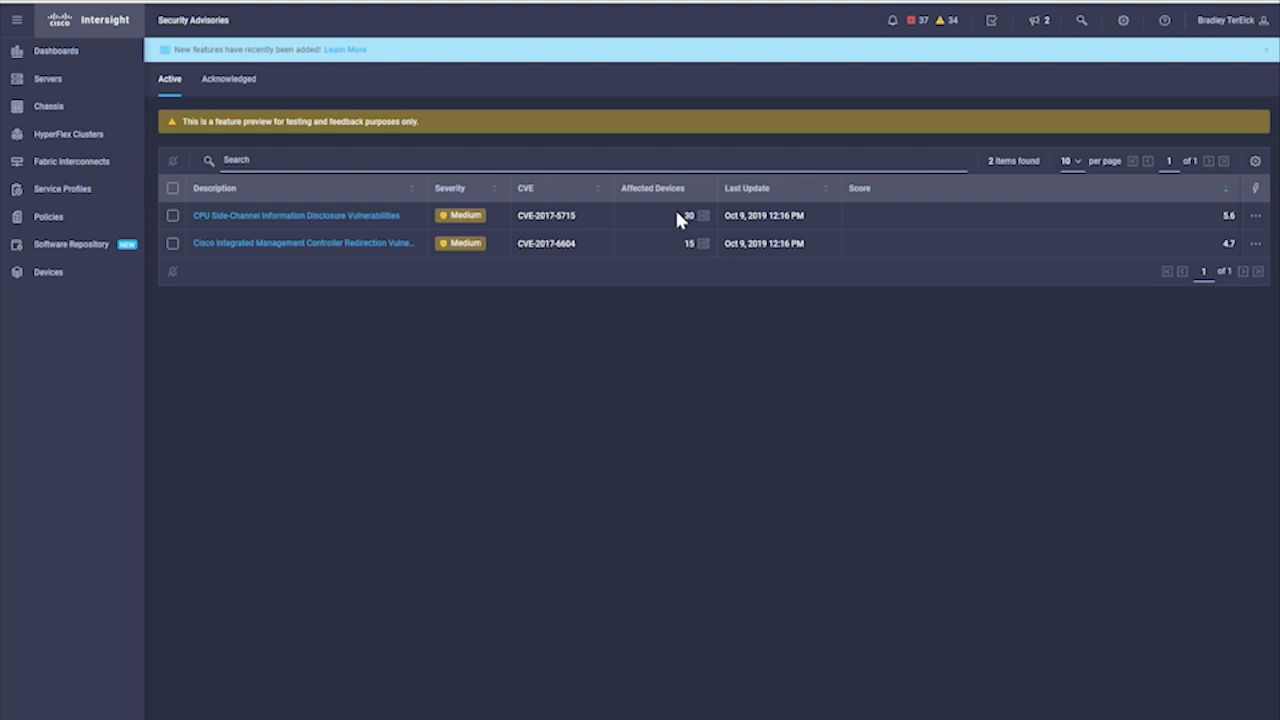 cisco Intersight Security Advisories 37 34 2 Bradley TerEick
New features have recently been added! Learn More
Dashboards
Servers
Chassis
HyperFlex Clusters
Fabric Interconnects
Service Profiles
Policies
Software Repository NEW
Devices
Active Acknowledged
This is a feature preview for testing and feedback purposes only.
Search 2 items found 10 per page 1 of 1
Description Severity CVE Affected Devices Last Update Score
CPU Side-Channel Information Disclosure Vulnerabilities Medium CVE-2017-5715 30 Oct 9, 2019 12:16 PM 5.6
Cisco Integrated Management Controller Redirection Vulne... Medium CVE-2017-6604 15 Oct 9, 2019 12:16 PM 4.7
1 of 1